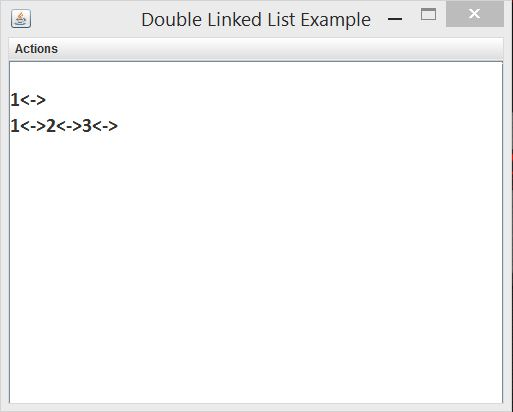 Double Linked List Example
Actions
1<->
1<->2<->3<->